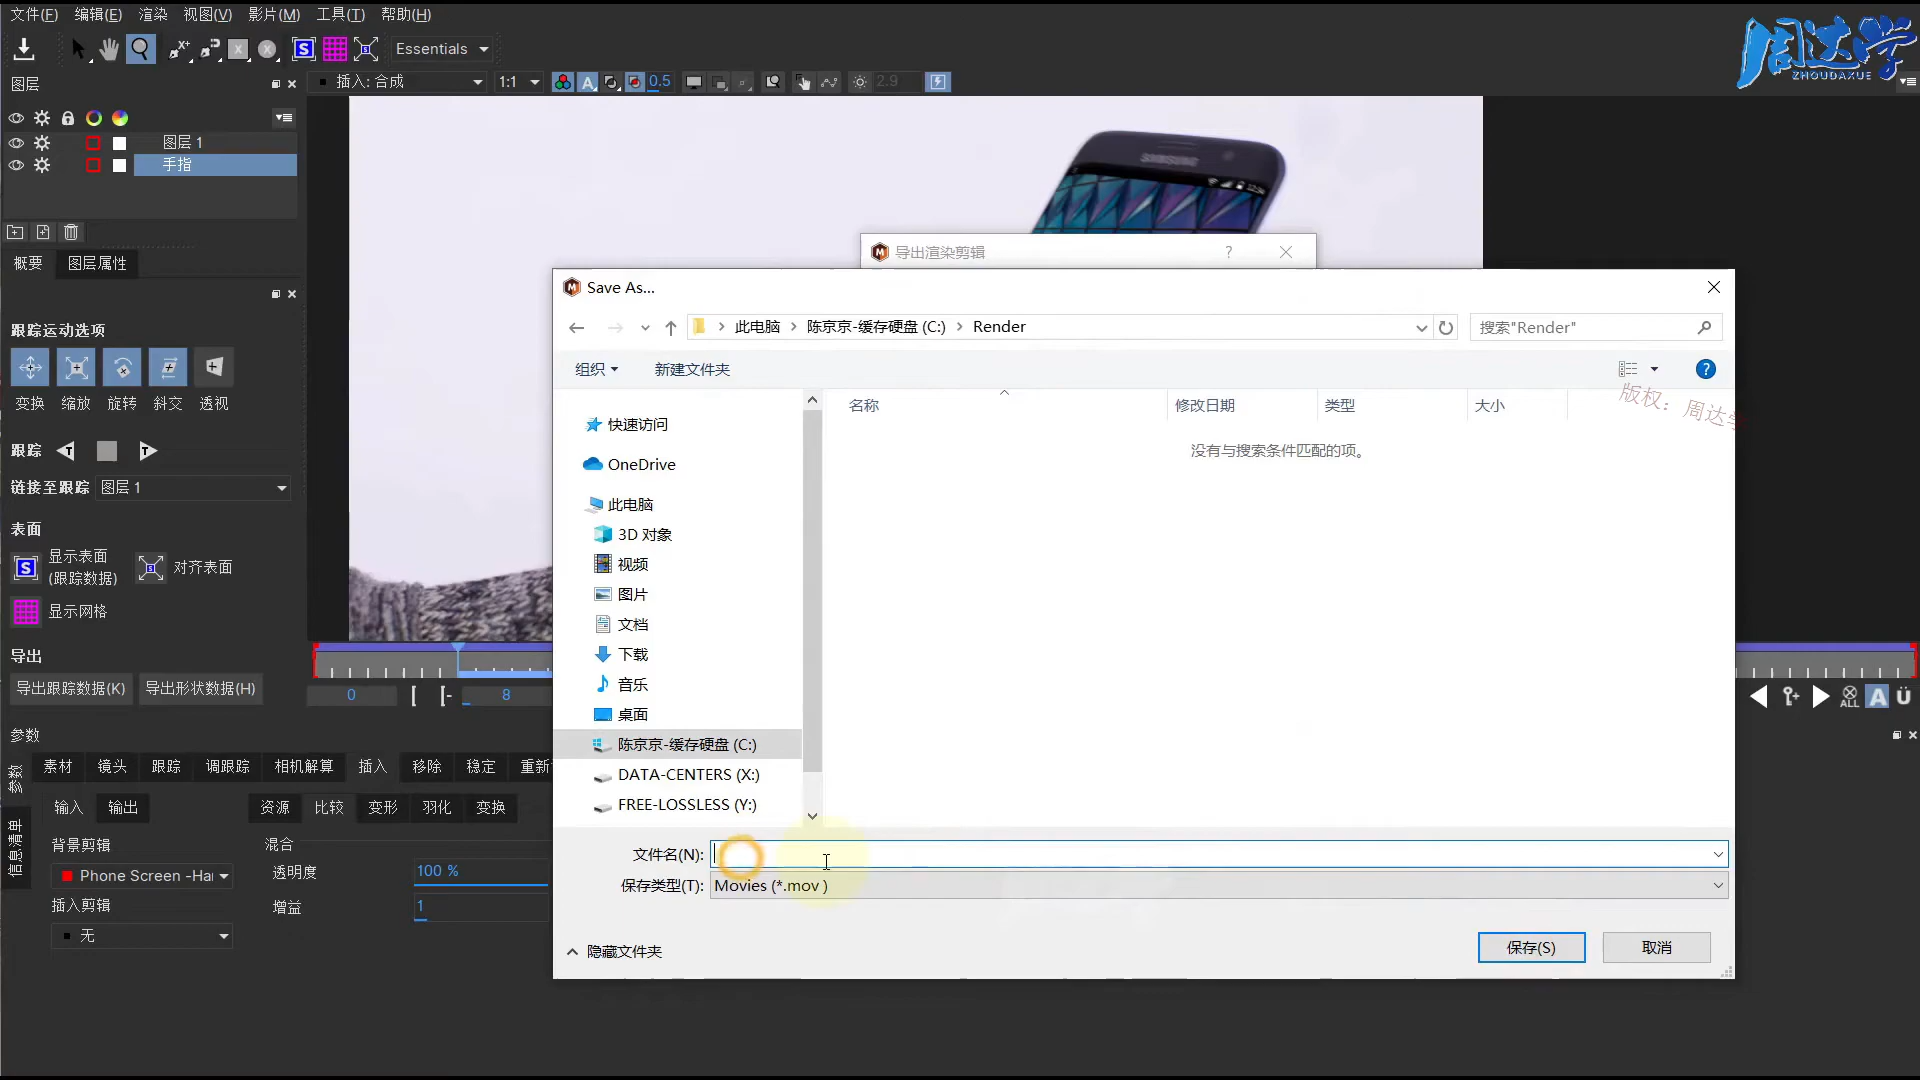 文件(F) 编辑(E) 渲染 视图(V) 影片(M) 工具(T) 帮助(H)
周达学
ZHOUDAXUE
Essentials
图层
插入: 合成
1:1
0.5
2.9
图层 1
手指
SAMSUNG
概要
图层属性
导出渲染剪辑
?
跟踪运动选项
变换 缩放 旋转 斜交 透视
跟踪
链接至跟踪
图层 1
表面
显示表面
(跟踪数据)
对齐表面
显示网格
导出
导出跟踪数据(K)
导出形状数据(H)
0
8
ALL
参数
参数
信息清单
素材 镜头 跟踪 调跟踪 相机解算 插入 移除 稳定 重新
输入 输出 资源 比较 变形 羽化 变换
背景剪辑
Phone Screen -Ha
插入剪辑
无
混合
透明度
100 %
增益
1
Save As...
此电脑
陈京京-缓存硬盘 (C:)
Render
搜索"Render"
组织
新建文件夹
快速访问
OneDrive
此电脑
3D 对象
视频
图片
文档
下载
音乐
桌面
陈京京-缓存硬盘 (C:)
DATA-CENTERS (X:)
FREE-LOSSLESS (Y:)
名称 修改日期 类型 大小
没有与搜索条件匹配的项。
版权：周达学
文件名(N):
保存类型(T):
Movies (*.mov )
隐藏文件夹
保存(S)
取消